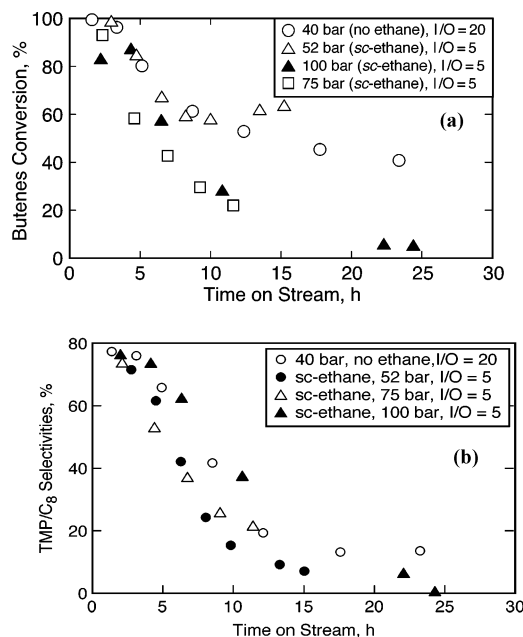 100
80
60
40
20
0
0 5 10 15 20 25 30
Butenes Conversion, %
Time on Stream, h
40 bar (no ethane), I/O = 20
52 bar (sc-ethane), I/O = 5
100 bar (sc-ethane), I/O = 5
75 bar (sc-ethane), I/O = 5
(a)
80
60
40
20
0
0 5 10 15 20 25 30
TMP/C8 Selectivities, %
Time on Stream, h
40 bar, no ethane,I/O = 20
sc-ethane, 52 bar, I/O = 5
sc-ethane, 75 bar, I/O = 5
sc-ethane, 100 bar, I/O = 5
(b)